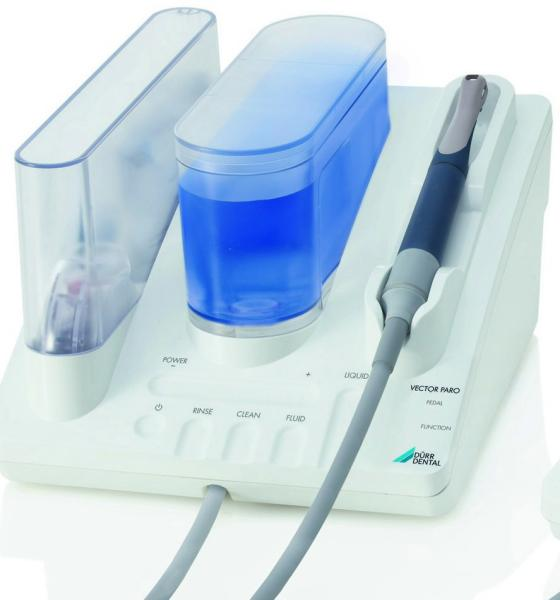 POWER
– +
LIQUID
RINSE
CLEAN
FLUID
VECTOR PARO
PEDAL
FUNCTION
DÜRR
DENTAL